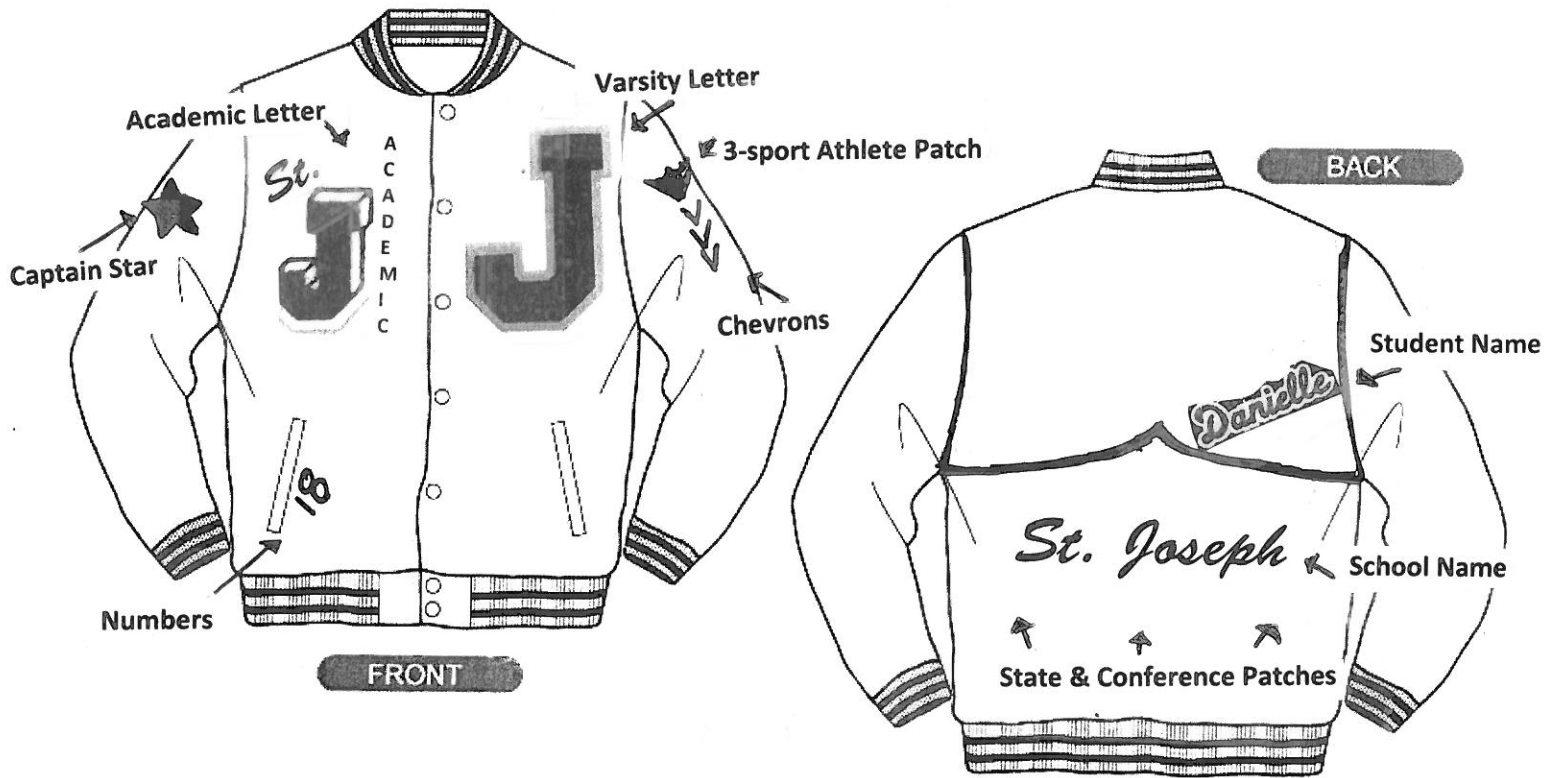 Varsity Letter
Academic Letter
3-sport Athlete Patch
St.
J
ACADEMIC
J
Captain Star
Chevrons
18
Numbers
FRONT
BACK
Student Name
Danielle
St. Joseph
School Name
State & Conference Patches